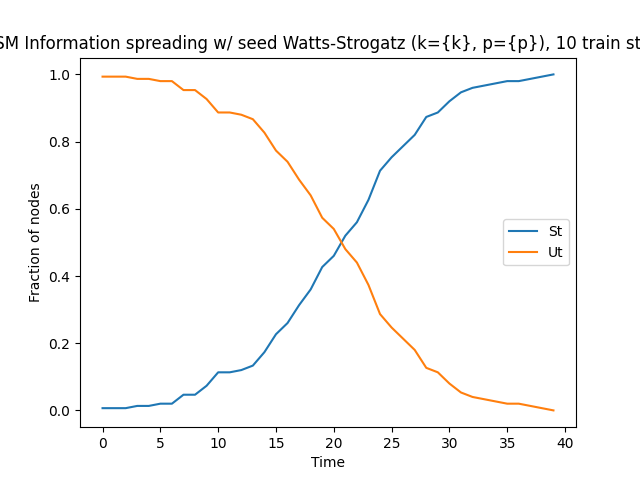 SM Information spreading w/ seed Watts-Strogatz (k={k}, p={p}), 10 train st
1.0
0.8
0.6
0.4
0.2
0.0
Fraction of nodes
St
Ut
0 5 10 15 20 25 30 35 40
Time